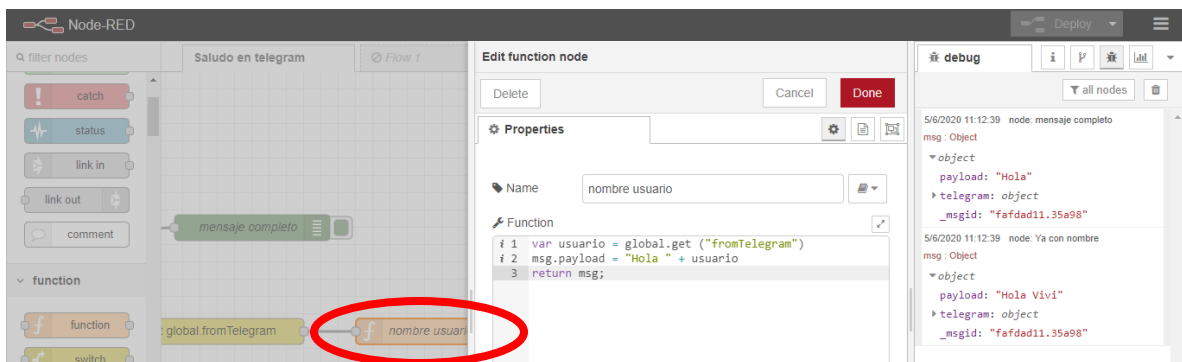 Node-RED
Deploy
filter nodes
Saludo en telegram
Flow 1
Edit function node
debug
i
Delete
Cancel
Done
all nodes
catch
Properties
5/6/2020 11:12:39 node: mensaje completo
msg : Object
status
object
link in
Name
nombre usuario
payload: "Hola"
telegram: object
link out
_msgid: "fafdad11.35a98"
mensaje completo
Function
comment
i 1 var usuario = global.get ("fromTelegram")
i 2 msg.payload = "Hola " + usuario
3 return msg;
5/6/2020 11:12:39 node: Ya con nombre
msg : Object
function
object
payload: "Hola Vivi"
telegram: object
_msgid: "fafdad11.35a98"
f function
global.fromTelegram
f nombre usuari
switch